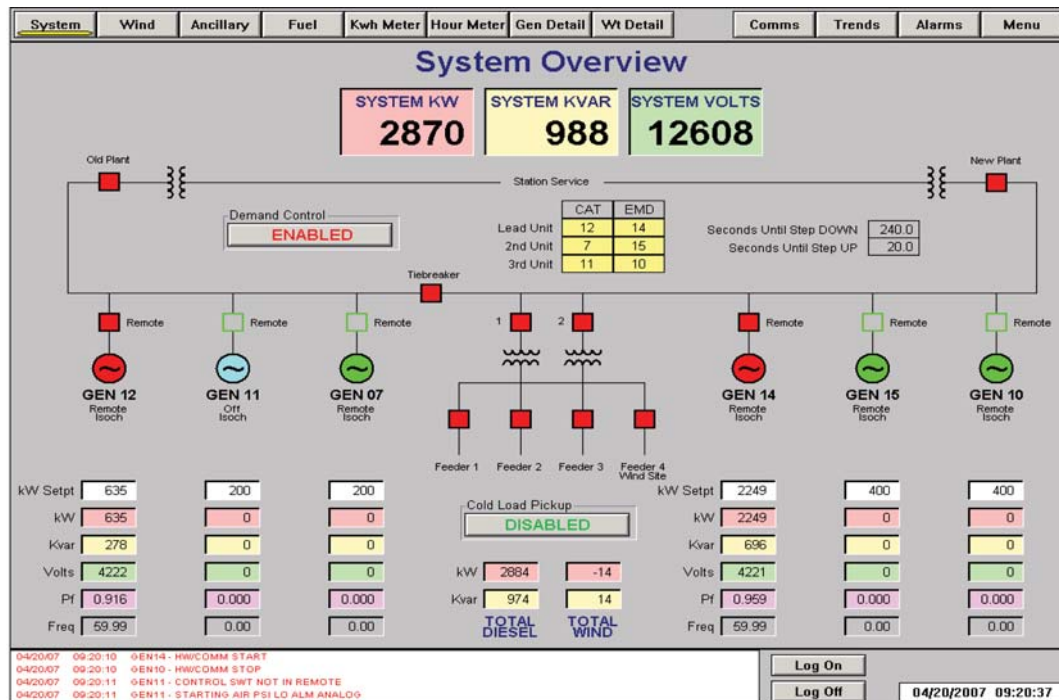 System Wind Ancillary Fuel Kwh Meter Hour Meter Gen Detail Wt Detail Comms Trends Alarms Menu
System Overview
SYSTEM KW SYSTEM KVAR SYSTEM VOLTS
2870 988 12608
Old Plant New Plant
Station Service
Demand Control
ENABLED
CAT EMD
Lead Unit 12 14
2nd Unit 7 15
3rd Unit 11 10
Seconds Until Step DOWN 240.0
Seconds Until Step UP 20.0
Tiebreaker
Remote Remote Remote 1 2 Remote Remote Remote
GEN 12 GEN 11 GEN 07 GEN 14 GEN 15 GEN 10
Remote Off Remote Remote Remote Remote
Isoch Isoch Isoch Isoch Isoch Isoch
Feeder 1 Feeder 2 Feeder 3 Feeder 4
Wind Site
kW Setpt 635 200 200 kW Setpt 2249 400 400
Cold Load Pickup
DISABLED
kW 635 0 0 kW 2249 0 0
Kvar 278 0 0 Kvar 696 0 0
Volts 4222 0 0 kW 2884 -14 Volts 4221 0 0
Pf 0.916 0.000 0.000 Kvar 974 14 Pf 0.959 0.000 0.000
Freq 59.99 0.00 0.00 TOTAL DIESEL TOTAL WIND Freq 59.99 0.00 0.00
04/20/07 09:20:10 GEN14 - HW/COMM START
04/20/07 09:20:10 GEN10 - HW/COMM STOP
04/20/07 09:20:11 GEN11 - CONTROL SWT NOT IN REMOTE
04/20/07 09:20:11 GEN11 - STARTING AIR PSI LO ALM ANALOG
Log On
Log Off 04/20/2007 09:20:37